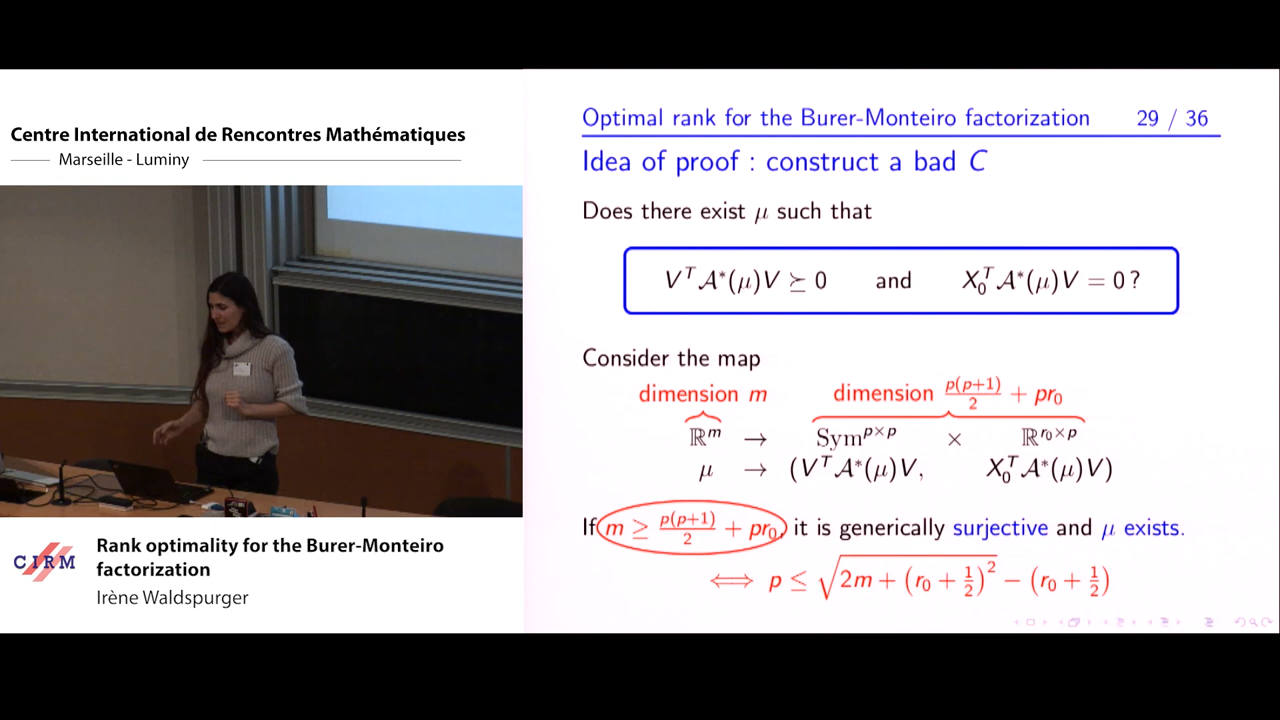 Centre International de Rencontres Mathématiques
Marseille - Luminy
CIRM
Rank optimality for the Burer-Monteiro
factorization
Irène Waldspurger
Optimal rank for the Burer-Monteiro factorization 29 / 36
Idea of proof : construct a bad C
Does there exist μ such that
V^T A*(μ)V ⪰ 0 and X_0^T A*(μ)V = 0 ?
Consider the map
dimension m dimension p(p+1)/2 + pr_0
ℝ^m → Sym^{p×p} × ℝ^{r_0×p}
μ → (V^T A*(μ)V, X_0^T A*(μ)V)
If m ≥ p(p+1)/2 + pr_0, it is generically surjective and μ exists.
⟺ p ≤ √(2m + (r_0 + 1/2)^2) − (r_0 + 1/2)